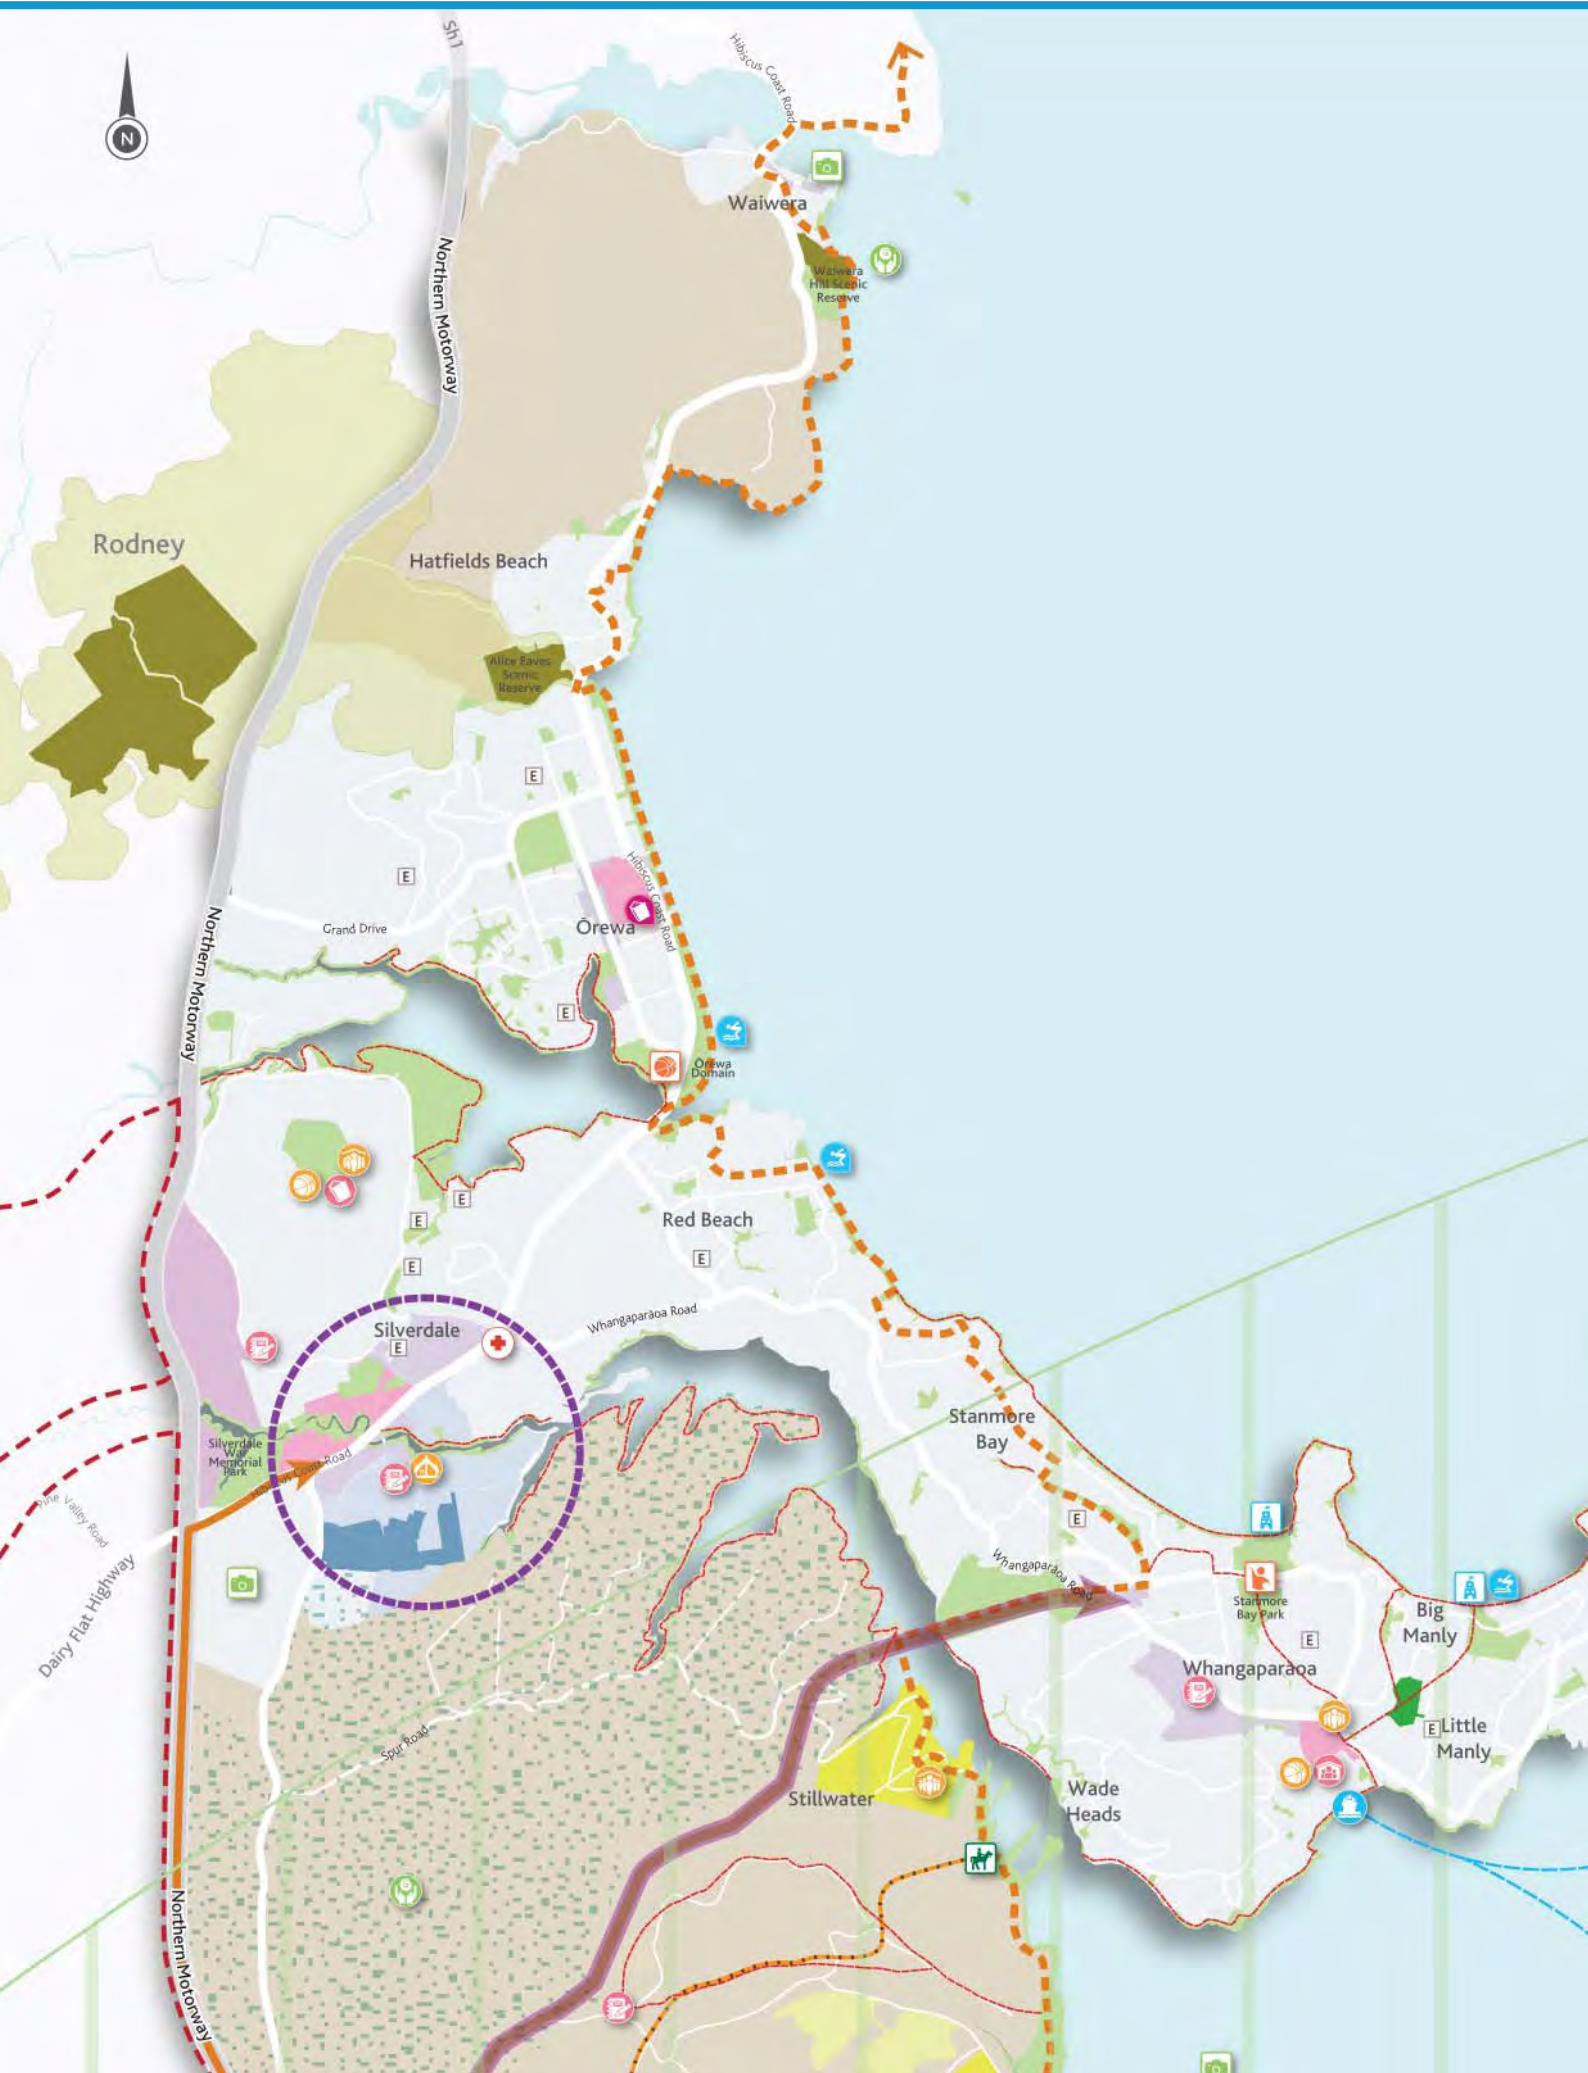 Sh1
Hibiscus Coast Road
N
Waiwera
Northern Motorway
Waiwera
Hill Scenic
Reserve
Rodney
Hatfields Beach
Alice Eaves
Scenic
Reserve
E
Hibiscus Coast Road
E
Grand Drive
Ōrewa
Northern Motorway
E
Ōrewa
Domain
E
E
Red Beach
E
E
Whangaparāoa Road
Silverdale
E
Stanmore
Bay
Silverdale
War
Memorial
Park
Hibiscus Coast Road
Pine Valley Road
E
Dairy Flat Highway
Whangaparāoa Road
Stanmore
Bay Park
Big
Manly
E
Whangaparāoa
Spur Road
E
Little
Manly
Stillwater
Wade
Heads
Northern Motorway